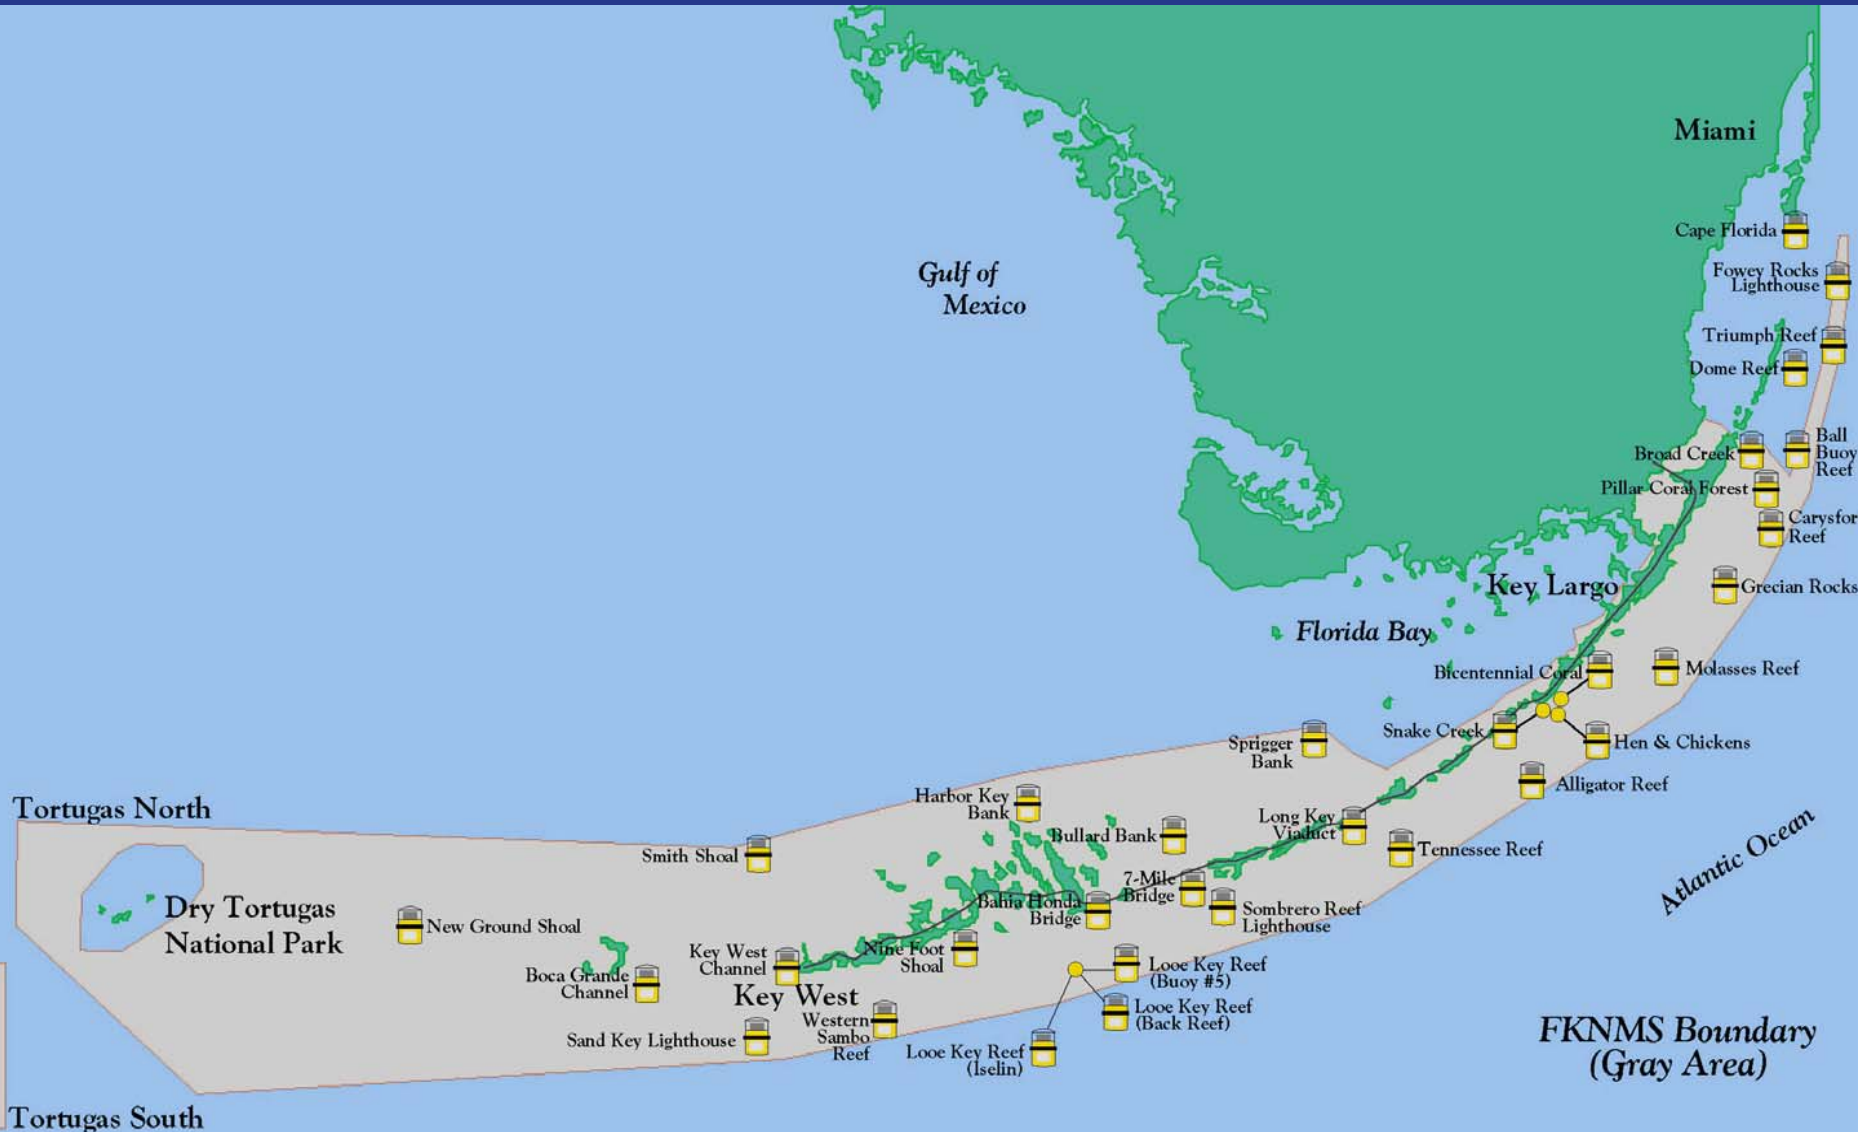 Miami
Cape Florida
Gulf of
Mexico
Fowey Rocks
Lighthouse
Triumph Reef
Dome Reef
Ball
Buoy
Reef
Broad Creek
Pillar Coral Forest
Carysfor
Reef
Key Largo
Grecian Rocks
Florida Bay
Bicentennial Coral
Molasses Reef
Snake Creek
Hen & Chickens
Sprigger
Bank
Alligator Reef
Harbor Key
Bank
Tortugas North
Long Key
Viaduct
Bullard Bank
Tennessee Reef
Smith Shoal
Atlantic Ocean
7-Mile
Bridge
Dry Tortugas
National Park
Bahia Honda
Bridge
Sombrero Reef
Lighthouse
New Ground Shoal
Key West
Channel
Nine Foot
Shoal
Boca Grande
Channel
Looe Key Reef
(Buoy #5)
Key West
Looe Key Reef
(Back Reef)
Western
Sambo
Reef
Sand Key Lighthouse
Looe Key Reef
(Iselin)
FKNMS Boundary
(Gray Area)
Tortugas South